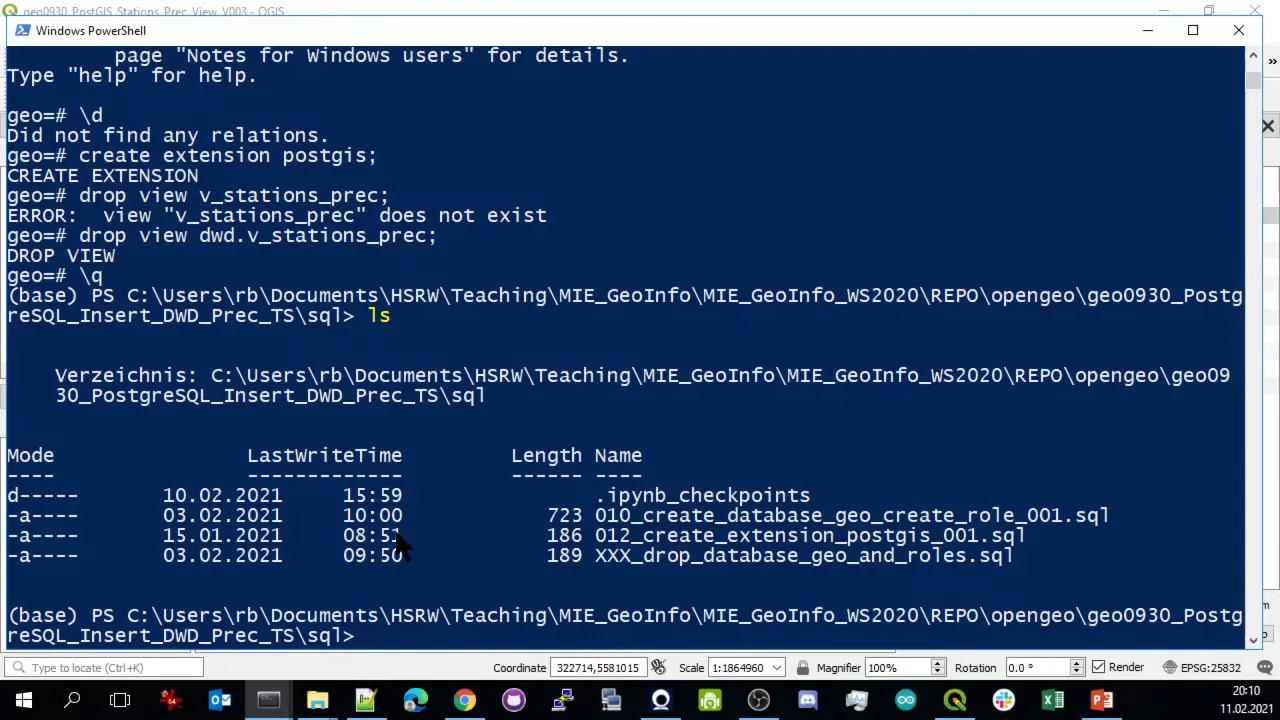 geo0930_PostGIS_Stations_Prec_View_V003 - QGIS
Windows PowerShell
page "Notes for Windows users" for details.
Type "help" for help.
geo=# \d
Did not find any relations.
geo=# create extension postgis;
CREATE EXTENSION
geo=# drop view v_stations_prec;
ERROR:  view "v_stations_prec" does not exist
geo=# drop view dwd.v_stations_prec;
DROP VIEW
geo=# \q
(base) PS C:\Users\rb\Documents\HSRW\Teaching\MIE_GeoInfo\MIE_GeoInfo_WS2020\REPO\opengeo\geo0930_Postg
reSQL_Insert_DWD_Prec_TS\sql> ls
Verzeichnis: C:\Users\rb\Documents\HSRW\Teaching\MIE_GeoInfo\MIE_GeoInfo_WS2020\REPO\opengeo\geo09
30_PostgreSQL_Insert_DWD_Prec_TS\sql
Mode LastWriteTime Length Name
---- ------------- ------ ----
d----- 10.02.2021 15:59 .ipynb_checkpoints
-a---- 03.02.2021 10:00 723 010_create_database_geo_create_role_001.sql
-a---- 15.01.2021 08:51 186 012_create_extension_postgis_001.sql
-a---- 03.02.2021 09:50 189 XXX_drop_database_geo_and_roles.sql
(base) PS C:\Users\rb\Documents\HSRW\Teaching\MIE_GeoInfo\MIE_GeoInfo_WS2020\REPO\opengeo\geo0930_Postg
reSQL_Insert_DWD_Prec_TS\sql>
Type to locate (Ctrl+K) Coordinate 322714,5581015 Scale 1:1864960 Magnifier 100% Rotation 0.0 ° Render EPSG:25832
64
20:10
11.02.2021